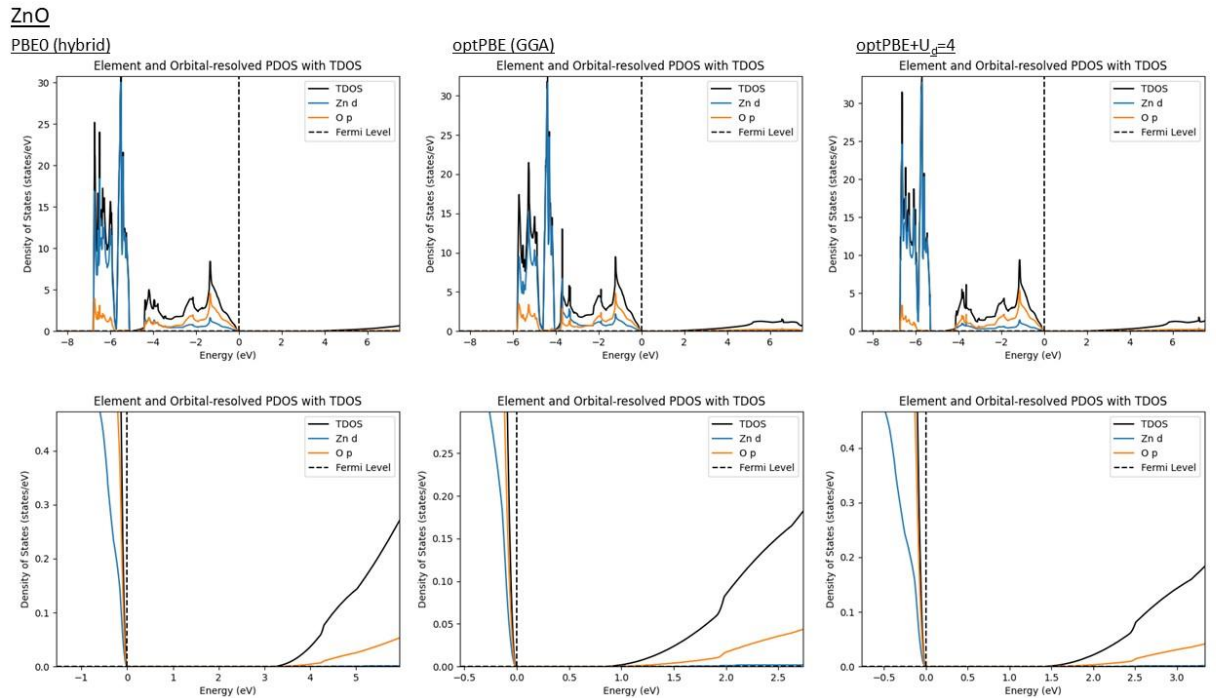 ZnO
PBE0 (hybrid)
optPBE (GGA)
optPBE+Ud=4
Element and Orbital-resolved PDOS with TDOS
Density of States (states/eV)
30
25
20
15
10
5
0
TDOS
Zn d
O p
Fermi Level
−8 −6 −4 −2 0 2 4 6
Energy (eV)
Element and Orbital-resolved PDOS with TDOS
Density of States (states/eV)
30
25
20
15
10
5
0
TDOS
Zn d
O p
Fermi Level
−8 −6 −4 −2 0 2 4 6
Energy (eV)
Element and Orbital-resolved PDOS with TDOS
Density of States (states/eV)
30
25
20
15
10
5
0
TDOS
Zn d
O p
Fermi Level
−8 −6 −4 −2 0 2 4 6
Energy (eV)
Element and Orbital-resolved PDOS with TDOS
Density of States (states/eV)
0.4
0.3
0.2
0.1
0.0
TDOS
Zn d
O p
Fermi Level
−1 0 1 2 3 4 5
Energy (eV)
Element and Orbital-resolved PDOS with TDOS
Density of States (states/eV)
0.25
0.20
0.15
0.10
0.05
0.00
TDOS
Zn d
O p
Fermi Level
−0.5 0.0 0.5 1.0 1.5 2.0 2.5
Energy (eV)
Element and Orbital-resolved PDOS with TDOS
Density of States (states/eV)
0.4
0.3
0.2
0.1
0.0
TDOS
Zn d
O p
Fermi Level
−0.5 0.0 0.5 1.0 1.5 2.0 2.5 3.0
Energy (eV)